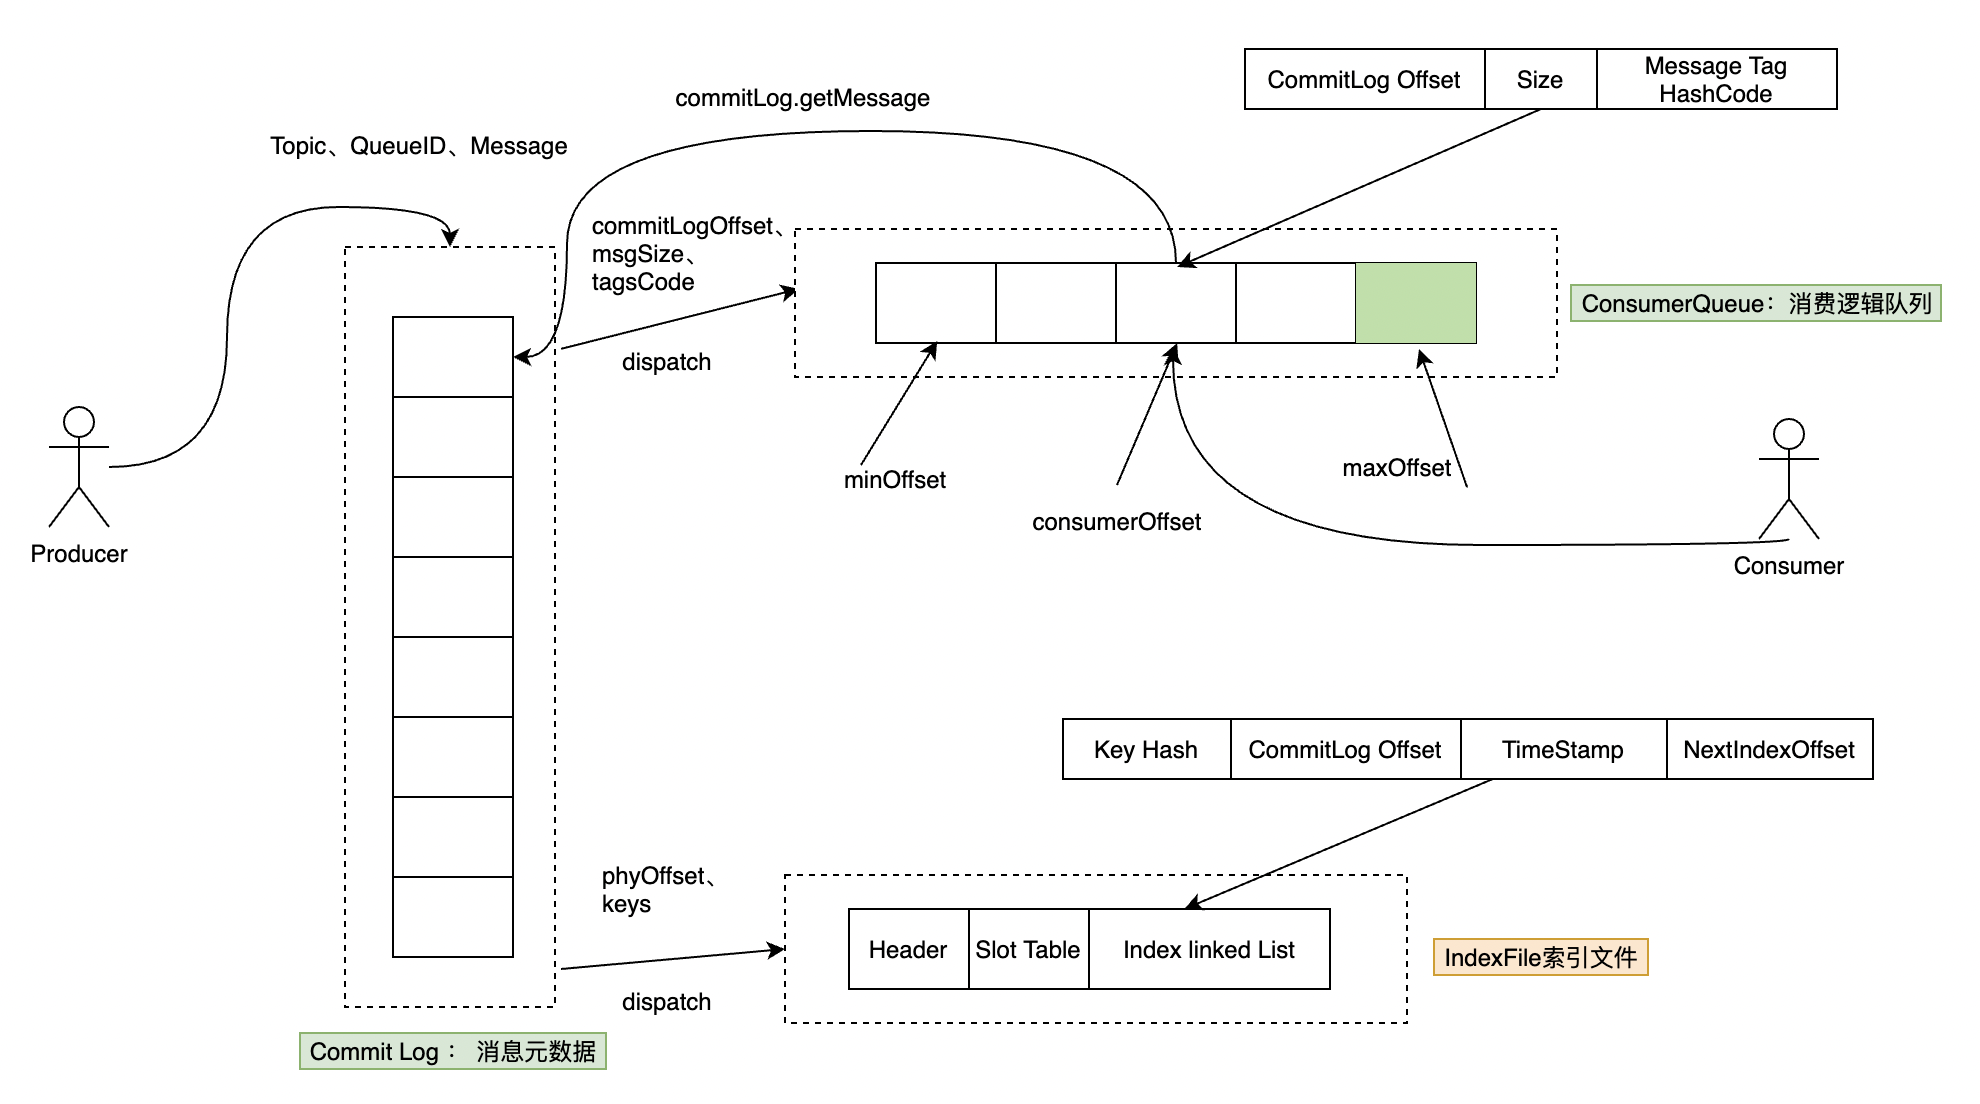 CommitLog Offset
Size
Message Tag
HashCode
commitLog.getMessage
Topic、QueueID、Message
commitLogOffset、
msgSize、
tagsCode
dispatch
ConsumerQueue：消费逻辑队列
minOffset
consumerOffset
maxOffset
Producer
Consumer
Key Hash
CommitLog Offset
TimeStamp
NextIndexOffset
phyOffset、
keys
dispatch
Header
Slot Table
Index linked List
IndexFile索引文件
Commit Log： 消息元数据